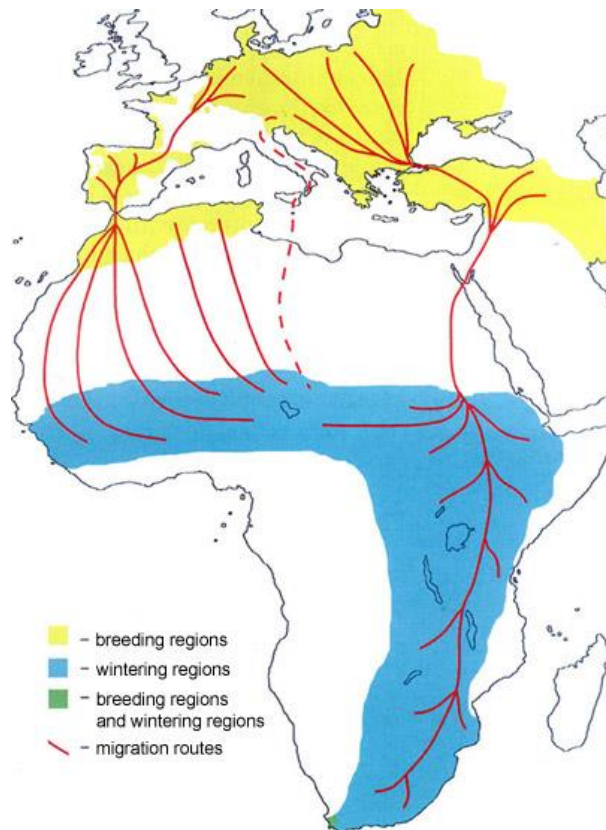 – breeding regions
– wintering regions
– breeding regions
and wintering regions
– migration routes